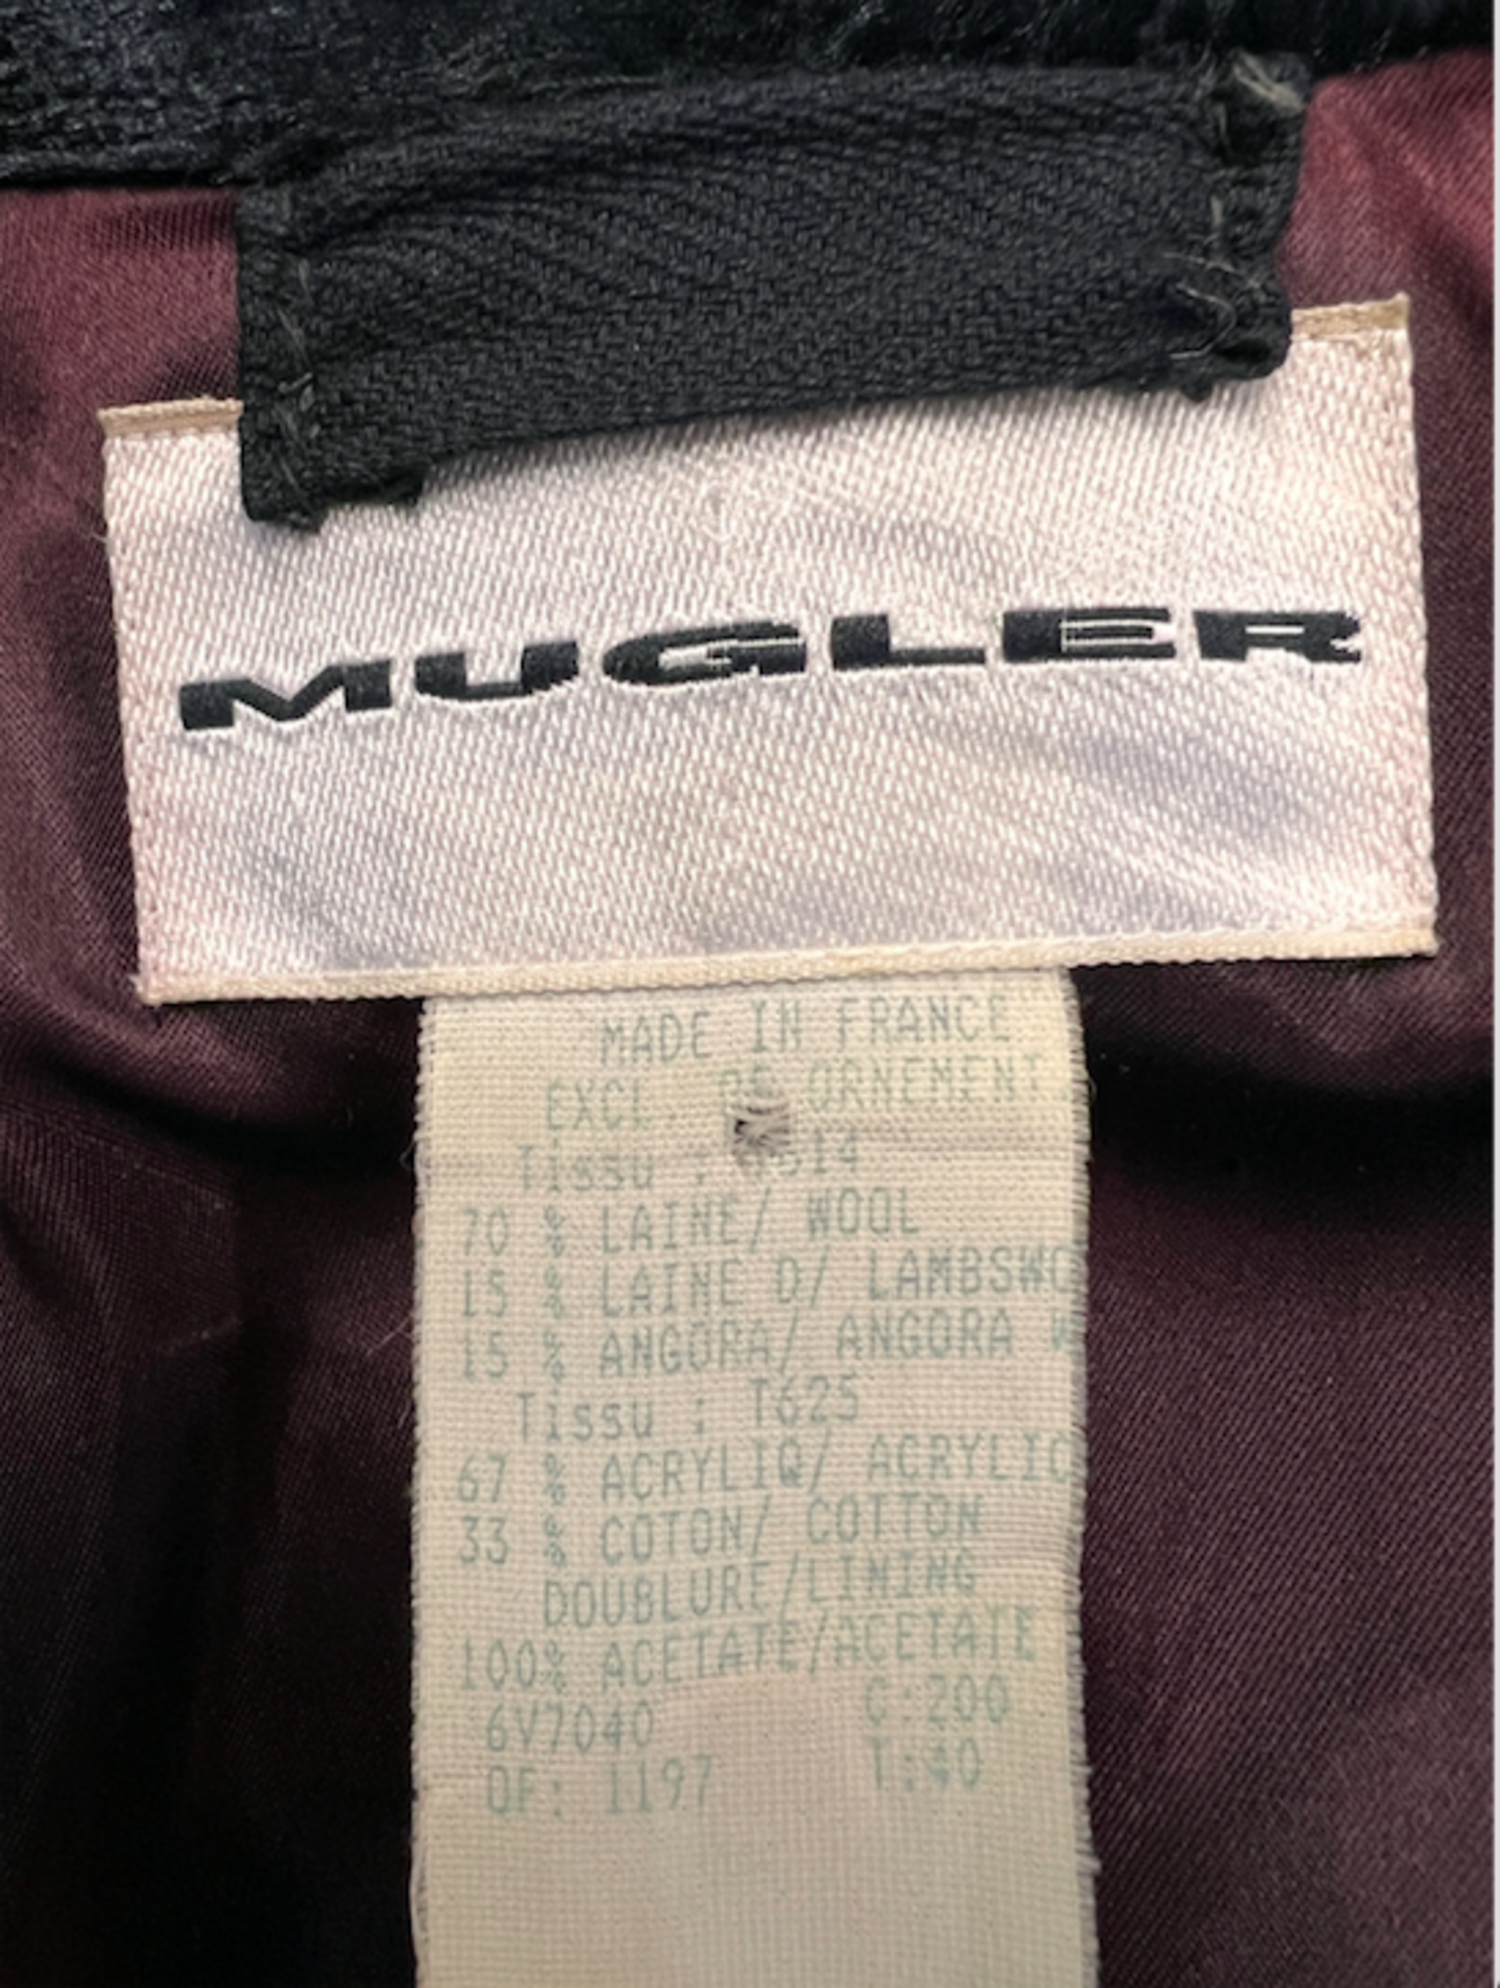 MUGLER
MADE IN FRANCE
EXCL. ORNEMENT
Tissu :
70 % LAINE/ WOOL
15 % LAINE D/ LAMBSWO
15 % ANGORA/ ANGORA W
Tissu : T625
67 % ACRYLIQ/ ACRYLIC
33 % COTON/ COTTON
DOUBLURE/LINING
100% ACETATE/ACETATE
6V7040 C:200
OF: 1197 T:40